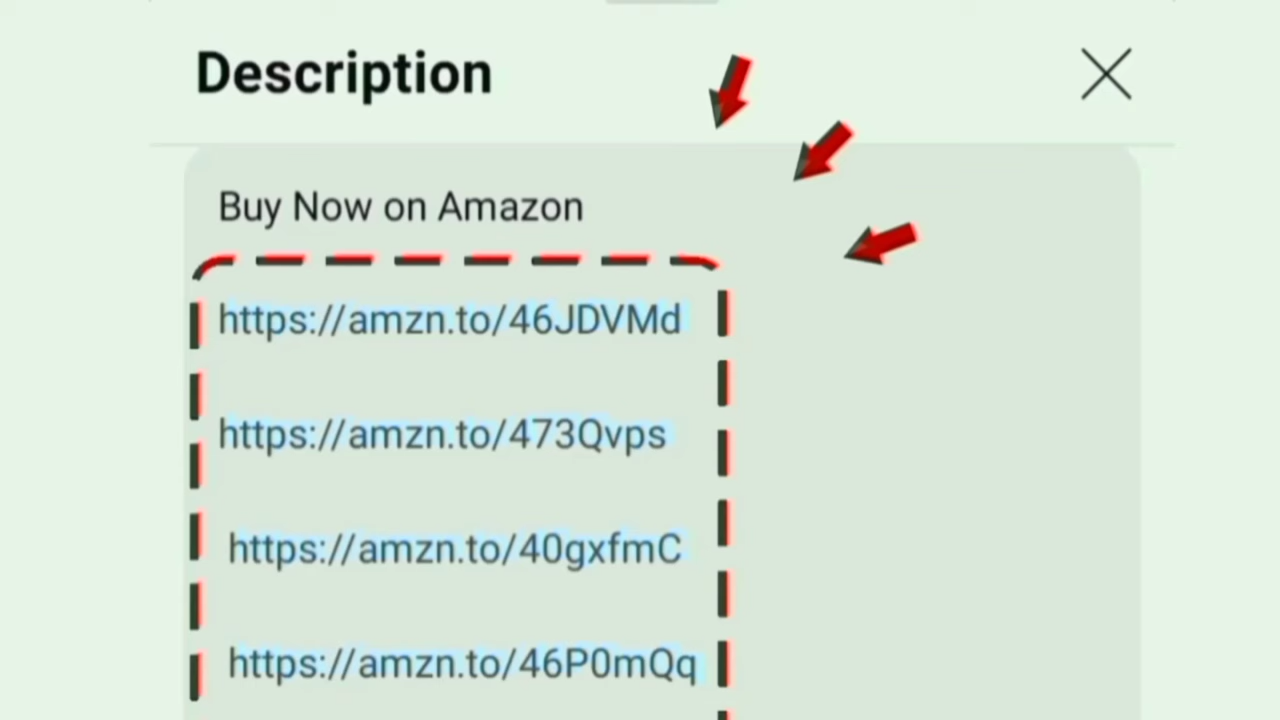 Description
Buy Now on Amazon
https://amzn.to/46JDVMd
https://amzn.to/473Qvps
https://amzn.to/40gxfmC
https://amzn.to/46P0mQq